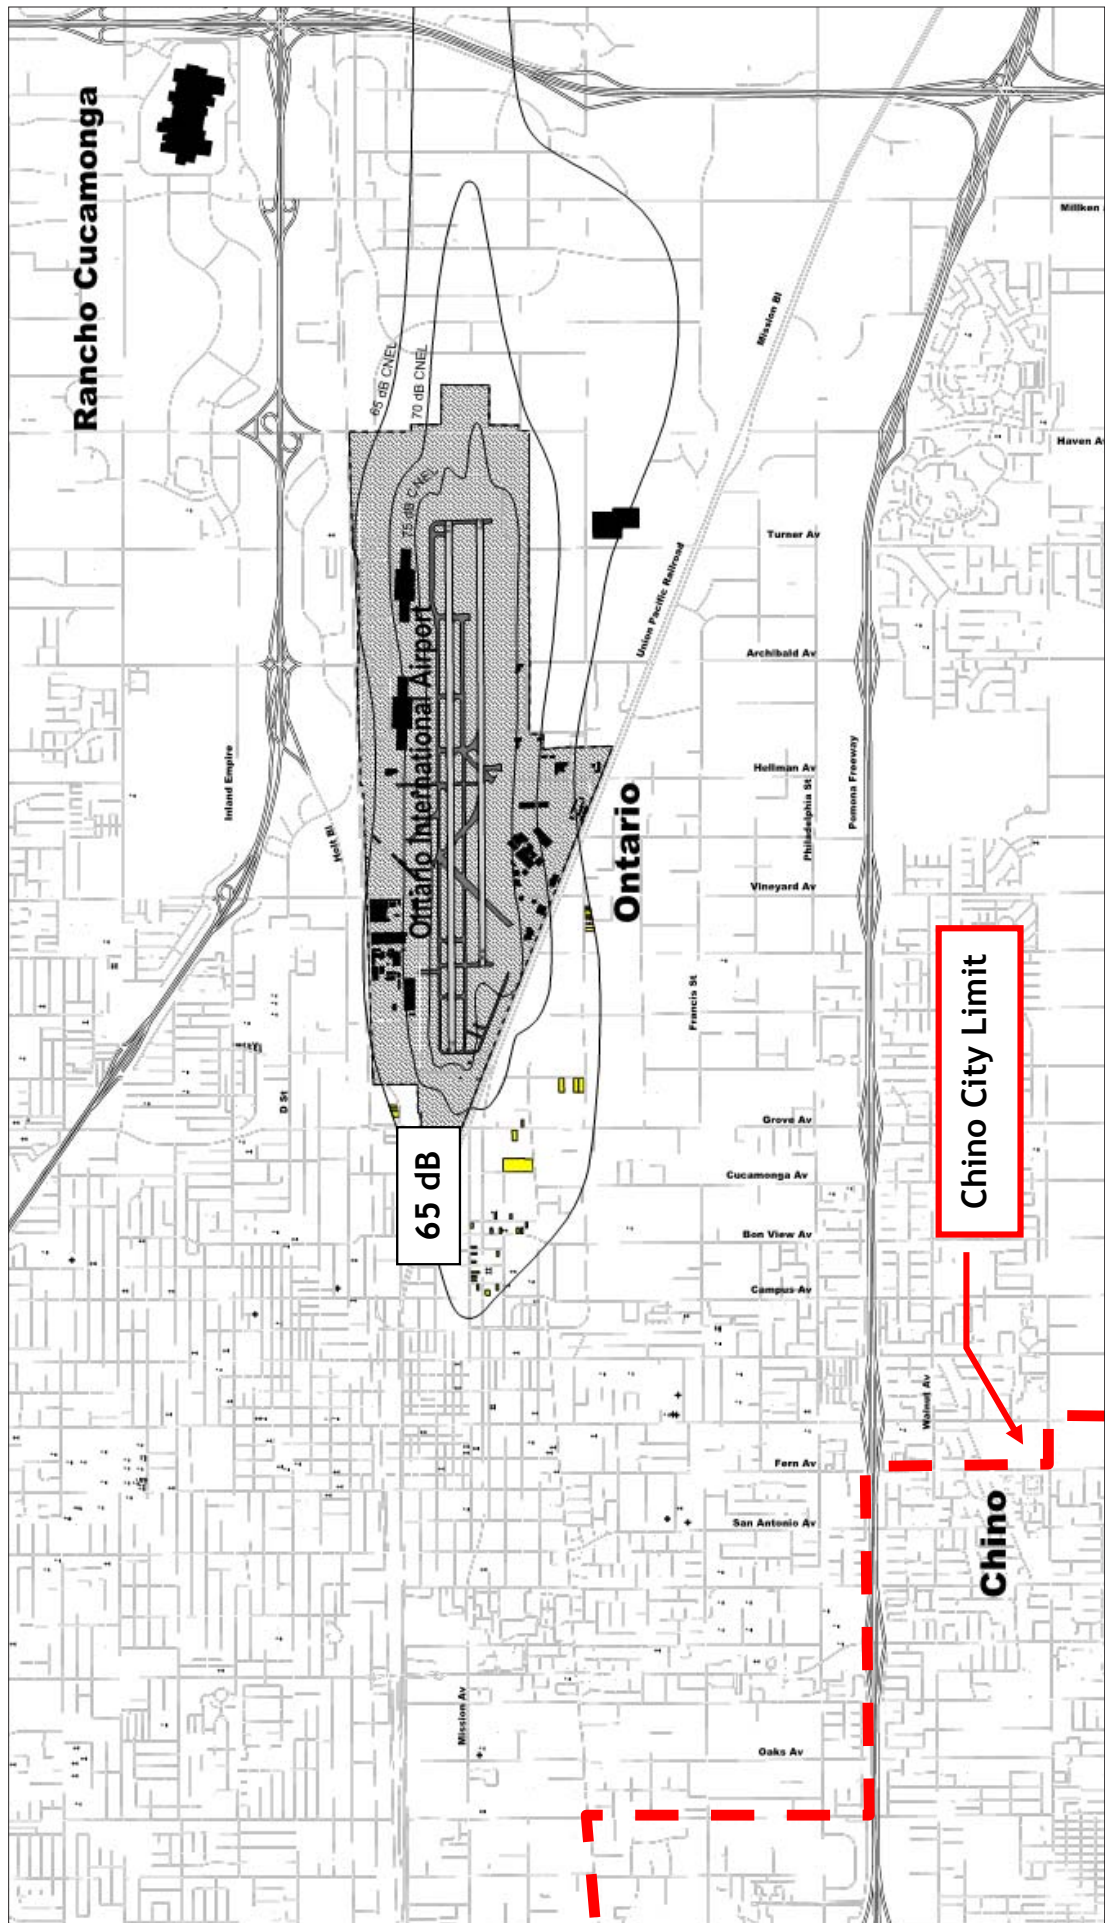 Rancho Cucamonga
Milliken
65 dB CNEL
70 dB CNEL
75 dB CNEL
Mission Bl
Haven Av
Turner Av
Union Pacific Railroad
Archibald Av
Ontario International Airport
Inland Empire
Holt Bl
Hellman Av
Philadelphia St
Pomona Freeway
Ontario
Vineyard Av
Francis St
D St
Grove Av
65 dB
Cucamonga Av
Bon View Av
Campus Av
Chino City Limit
Walnut Av
Fern Av
San Antonio Av
Chino
Mission Av
Oaks Av